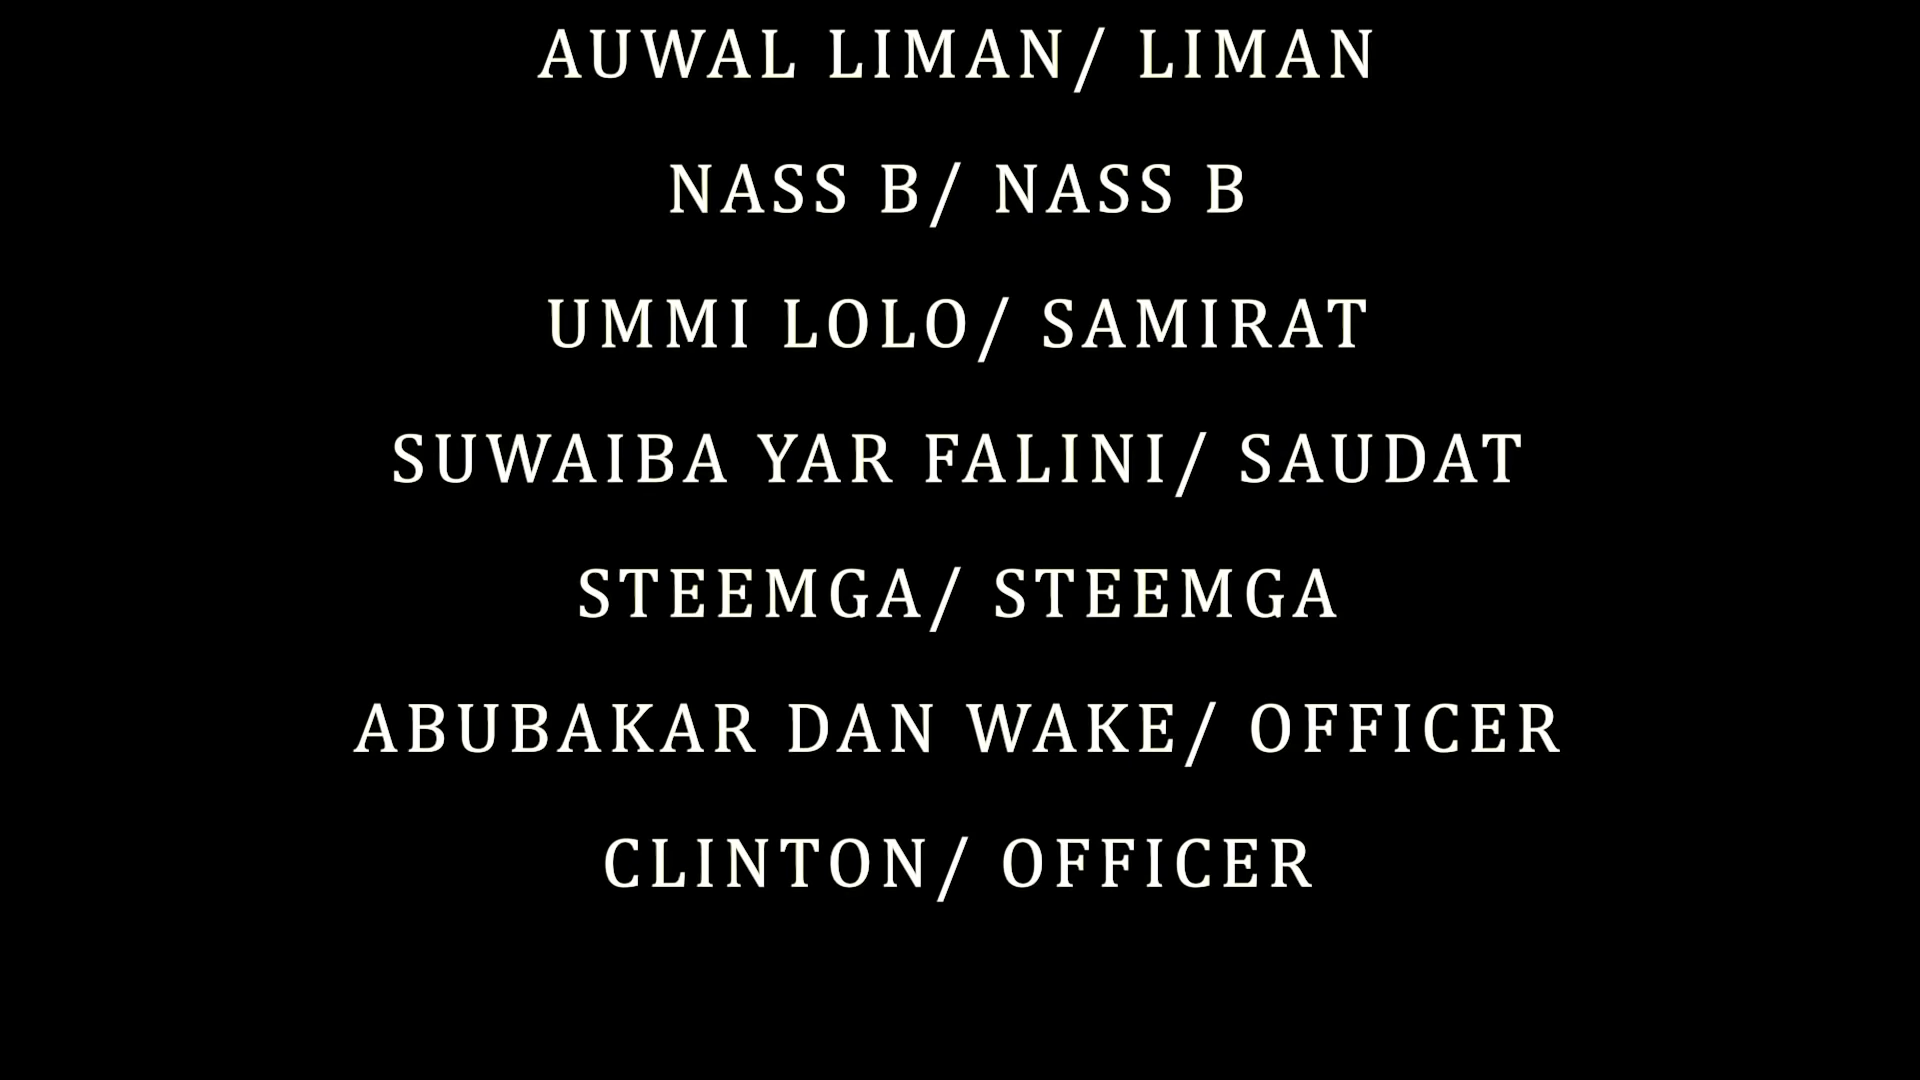 AUWAL LIMAN/ LIMAN
NASS B/ NASS B
UMMI LOLO/ SAMIRAT
SUWAIBA YAR FALINI/ SAUDAT
STEEMGA/ STEEMGA
ABUBAKAR DAN WAKE/ OFFICER
CLINTON/ OFFICER